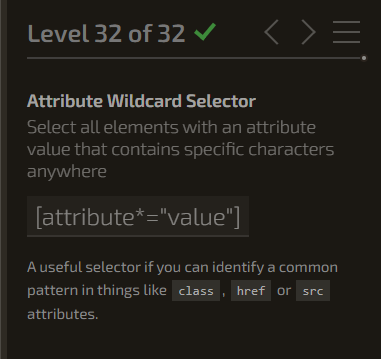 Level 32 of 32
Attribute Wildcard Selector
Select all elements with an attribute
value that contains specific characters
anywhere
[attribute*="value"]
A useful selector if you can identify a common
pattern in things like class, href or src
attributes.